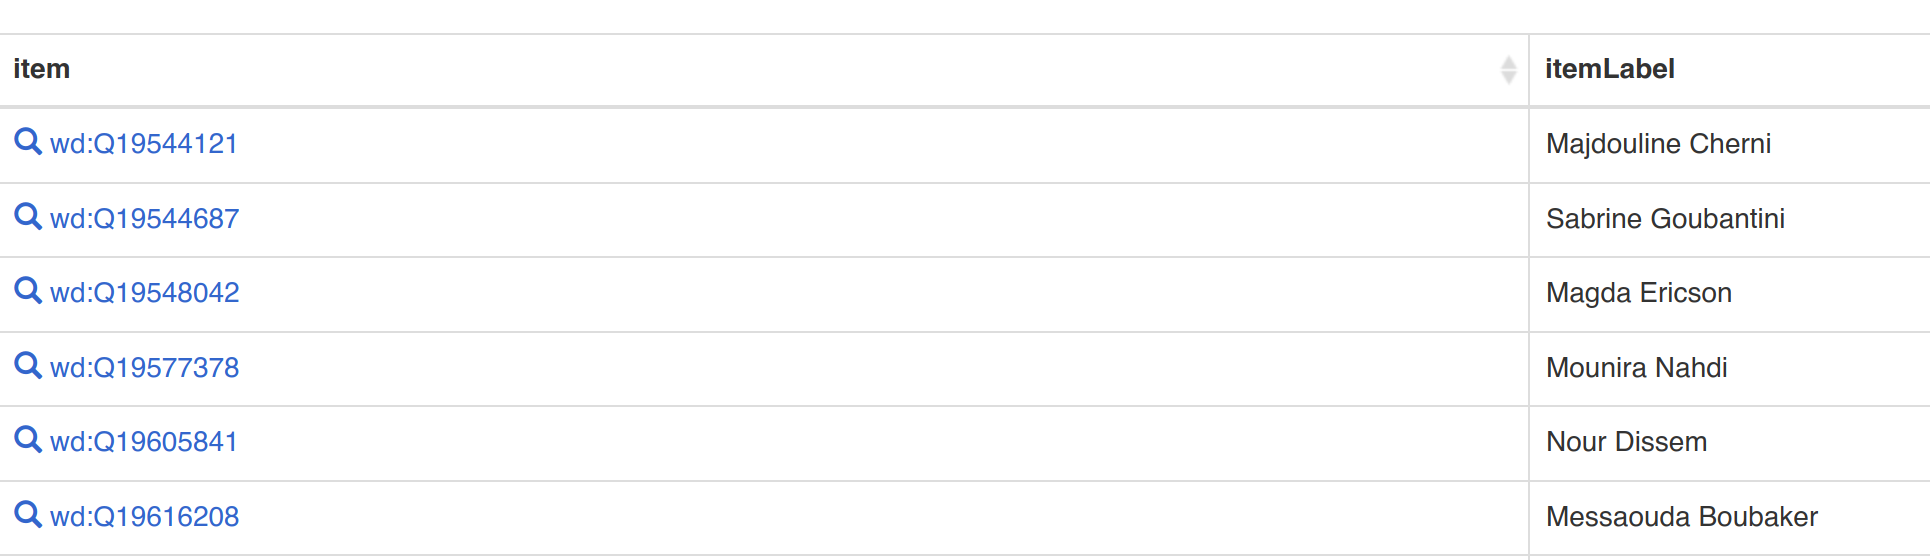 item itemLabel
wd:Q19544121 Majdouline Cherni
wd:Q19544687 Sabrine Goubantini
wd:Q19548042 Magda Ericson
wd:Q19577378 Mounira Nahdi
wd:Q19605841 Nour Dissem
wd:Q19616208 Messaouda Boubaker